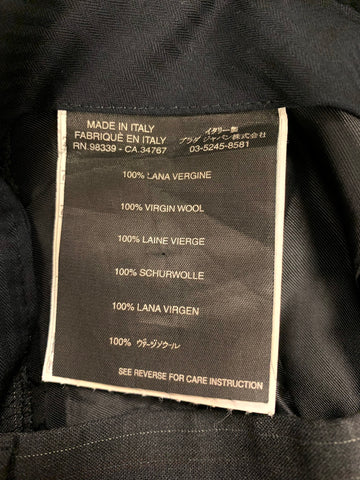 MADE IN ITALY
FABRIQUÉ EN ITALY
RN.98339 - CA.34767
イタリー製
プラダ ジャパン株式会社
03-5245-8581
100% LANA VERGINE
100% VIRGIN WOOL
100% LAINE VIERGE
100% SCHURWOLLE
100% LANA VIRGEN
100% ヴァージンウール
SEE REVERSE FOR CARE INSTRUCTION